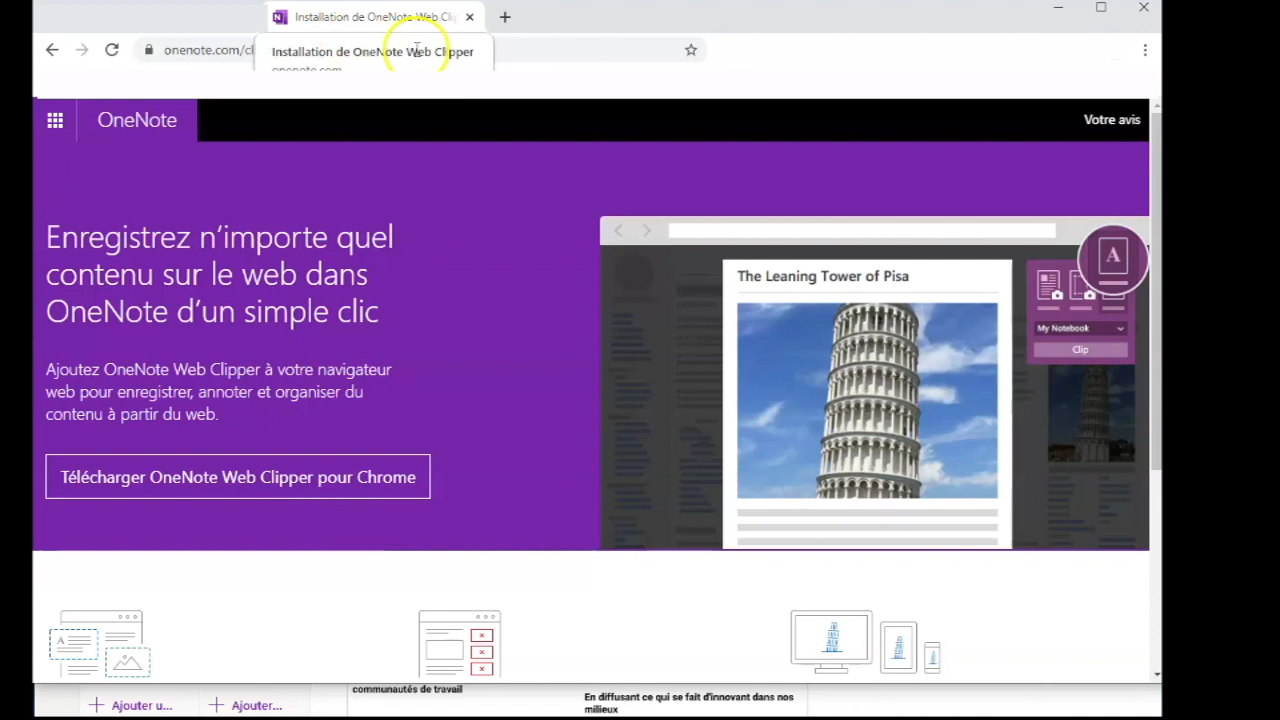 Installation de OneNote Web Cli
onenote.com/cl
Installation de OneNote Web Clipper
onenote.com
OneNote
Votre avis
Enregistrez n'importe quel
contenu sur le web dans
OneNote d'un simple clic
Ajoutez OneNote Web Clipper à votre navigateur
web pour enregistrer, annoter et organiser du
contenu à partir du web.
Télécharger OneNote Web Clipper pour Chrome
The Leaning Tower of Pisa
A
My Notebook
Clip
A
communautés de travail
En diffusant ce qui se fait d'innovant dans nos
milieux
Ajouter u...
Ajouter...